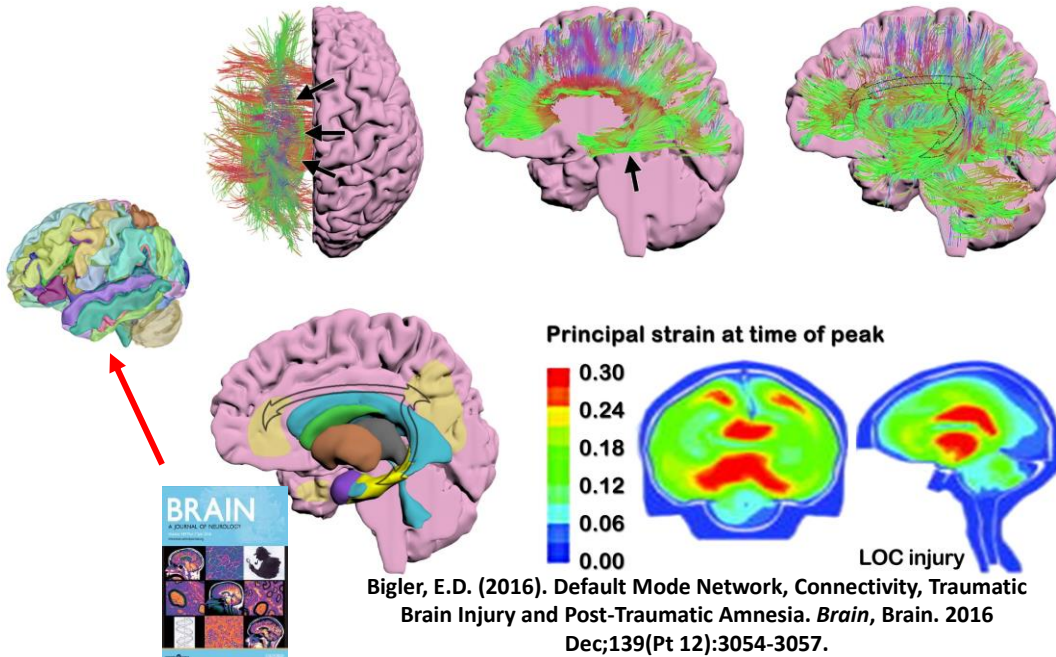 Principal strain at time of peak
0.30
0.24
0.18
0.12
0.06
0.00
LOC injury
BRAIN
A JOURNAL OF NEUROLOGY
Bigler, E.D. (2016). Default Mode Network, Connectivity, Traumatic
Brain Injury and Post-Traumatic Amnesia. Brain, Brain. 2016
Dec;139(Pt 12):3054-3057.